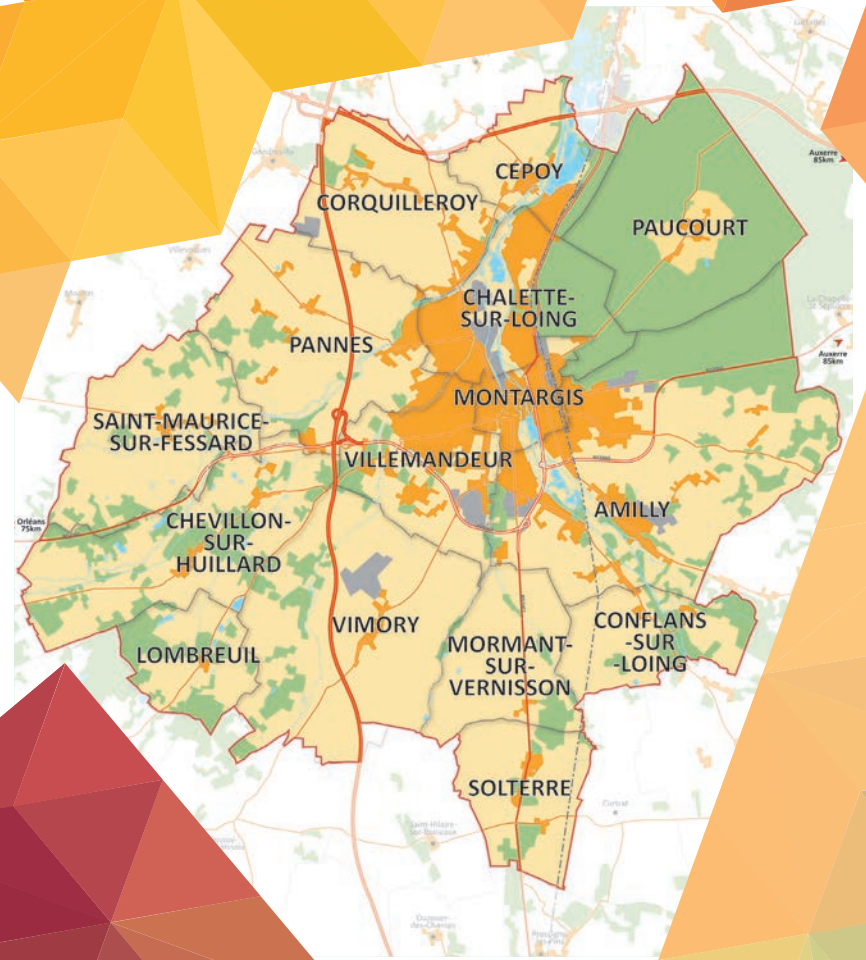 CEPOY
Auxerre
85km
CORQUILLEROY
PAUCOURT
CHALETTE-
SUR-LOING
PANNES
Auxerre
85km
MONTARGIS
SAINT-MAURICE-
SUR-FESSARD
VILLEMANDEUR
AMILLY
Orléans
75km
CHEVILLON-
SUR-
HUILLARD
VIMORY
CONFLANS
-SUR
-LOING
MORMANT-
SUR-
VERNISSON
LOMBREUIL
SOLTERRE